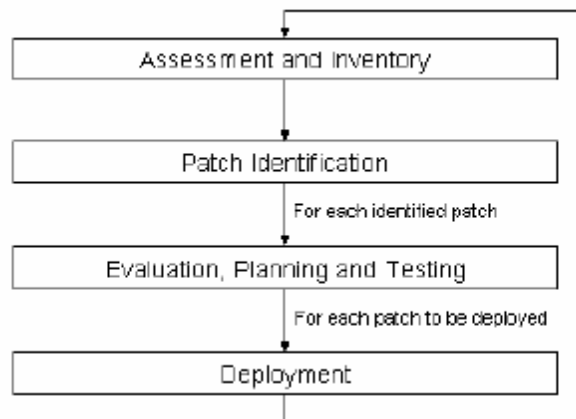 Assessment and Inventory
Patch Identification
For each identified patch
Evaluation, Planning and Testing
For each patch to be deployed
Deployment